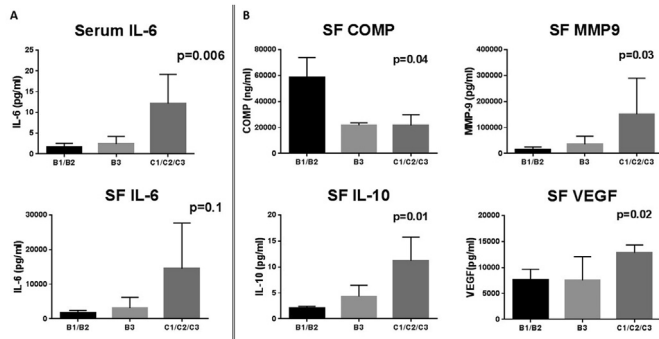 A
Serum IL-6
p=0.006
IL-6 (pg/ml)
25
20
15
10
5
0
B1/B2 B3 C1/C2/C3
SF IL-6
p=0.1
IL-6 (pg/ml)
30000
20000
10000
0
B1/B2 B3 C1/C2/C3
B
SF COMP
p=0.04
COMP (ng/ml)
80000
60000
40000
20000
0
B1/B2 B3 C1/C2/C3
SF MMP9
p=0.03
MMP-9 (pg/ml)
400000
300000
200000
100000
0
B1/B2 B3 C1/C2/C3
SF IL-10
p=0.01
IL-10 (pg/ml)
20
15
10
5
0
B1/B2 B3 C1/C2/C3
SF VEGF
p=0.02
VEGF(pg/ml)
20000
15000
10000
5000
0
B1/B2 B3 C1/C2/C3